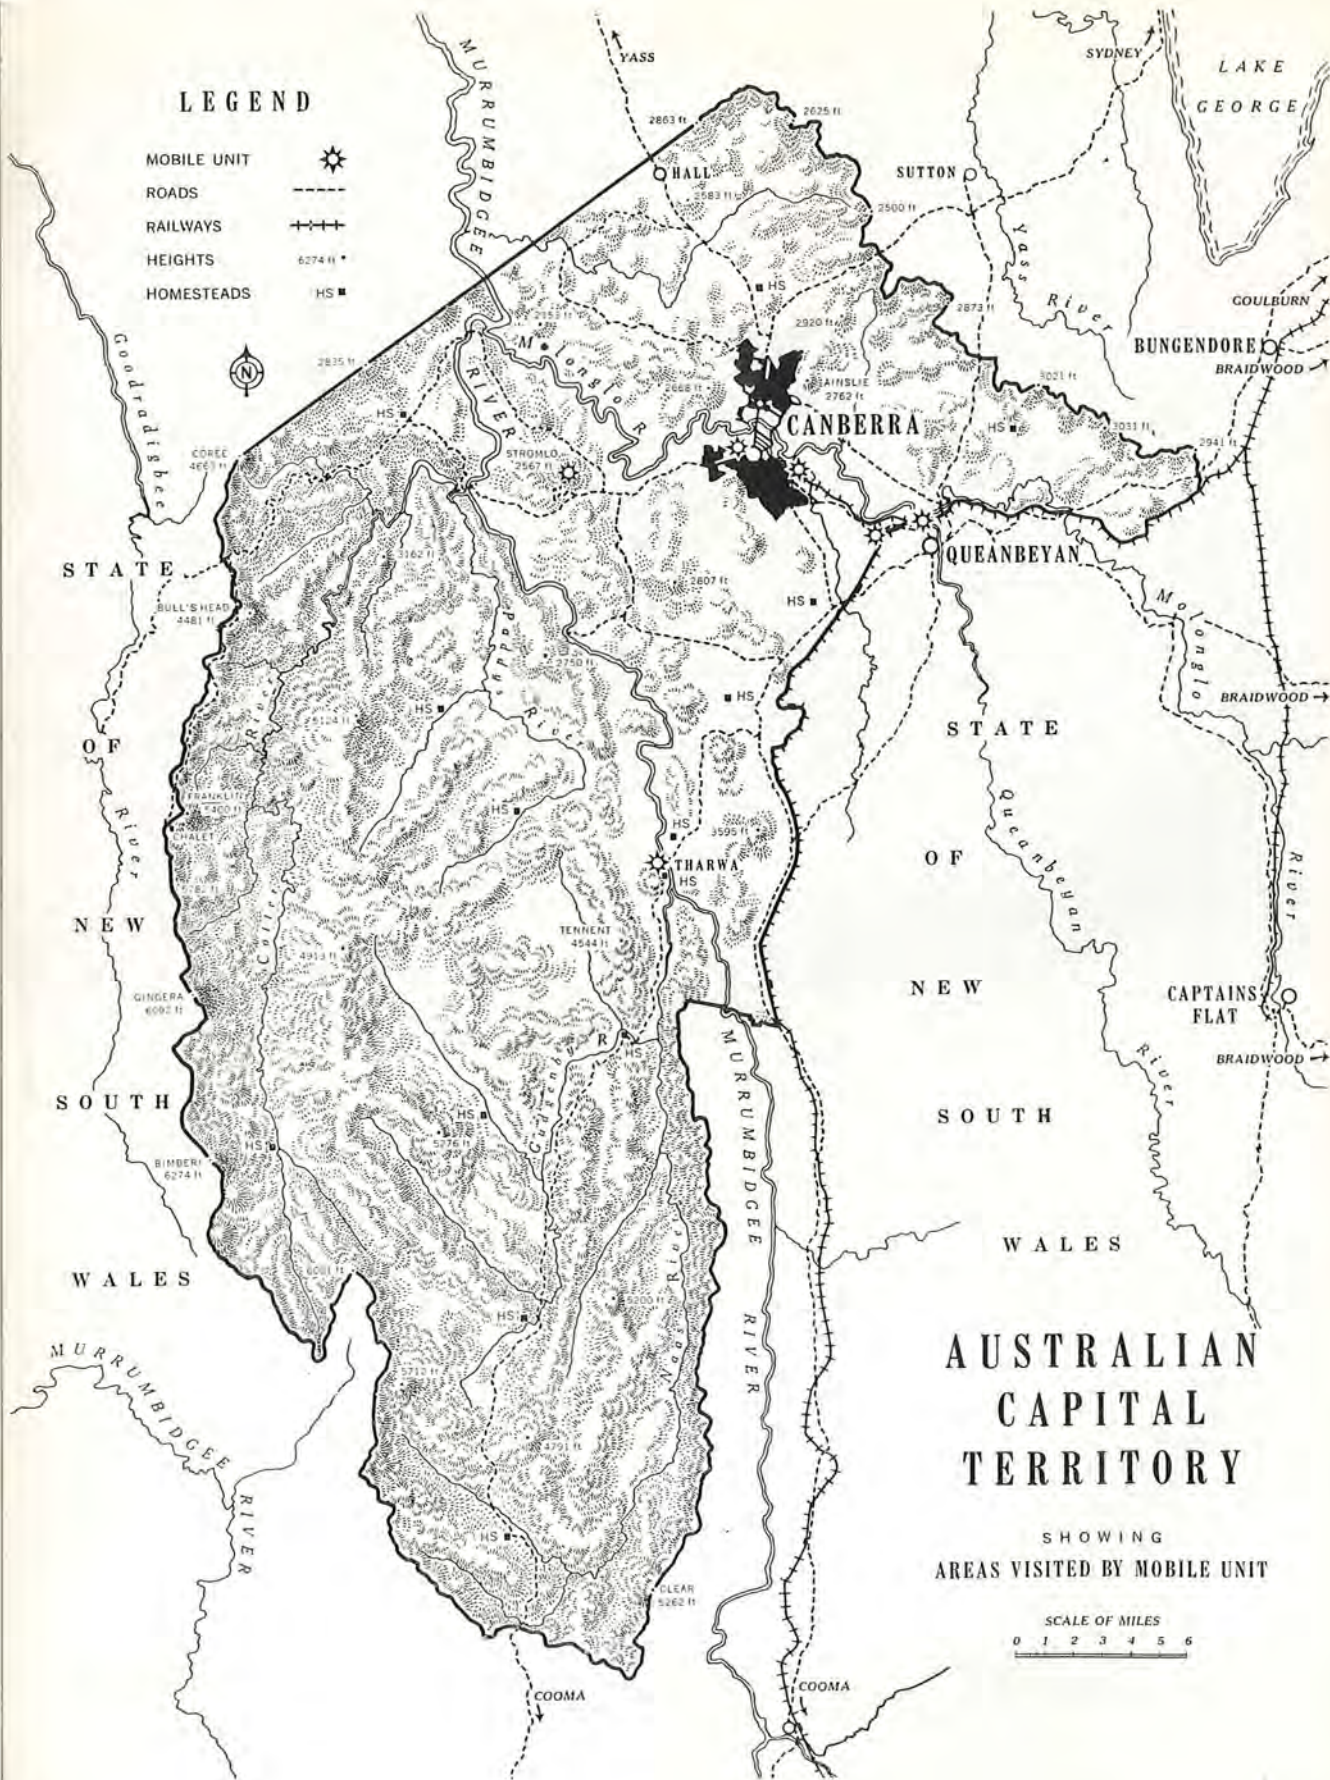 LEGEND
MOBILE UNIT
ROADS
RAILWAYS
HEIGHTS 6274 ft
HOMESTEADS HS
N
YASS
SYDNEY
LAKE
GEORGE
MURRUMBIDGEE
RIVER
2863 ft
2625 ft
HALL
2583 ft
SUTTON
2500 ft
Yass
River
GOULBURN
BUNGENDORE
BRAIDWOOD
Goodradigbee
River
HS
2873 ft
2920 ft
2835 ft
Molonglo R
2668 ft
AINSLIE
2762 ft
3021 ft
HS
CANBERRA
HS
3031 ft
2941 ft
COREE
4663 ft
STROMLO
2567 ft
QUEANBEYAN
3162 ft
STATE
OF
NEW
SOUTH
WALES
BULL'S HEAD
4481 ft
2807 ft
HS
Molonglo
River
Paddys River
2750 ft
HS
HS
BRAIDWOOD
STATE
OF
NEW
SOUTH
WALES
Queanbeyan
River
FRANKLIN
5400 ft
CHALET
HS
HS
3595 ft
THARWA
HS
Cotter
River
TENNENT
4544 ft
4913 ft
GINGERA
6092 ft
CAPTAINS
FLAT
BRAIDWOOD
Gudgenby R
HS
MURRUMBIDGEE
RIVER
HS
5276 ft
HS
BIMBERI
6274 ft
Naas River
5200 ft
HS
MURRUMBIDGEE
RIVER
5712 ft
4791 ft
HS
CLEAR
5262 ft
COOMA
COOMA
AUSTRALIAN
CAPITAL
TERRITORY
SHOWING
AREAS VISITED BY MOBILE UNIT
SCALE OF MILES
0 1 2 3 4 5 6